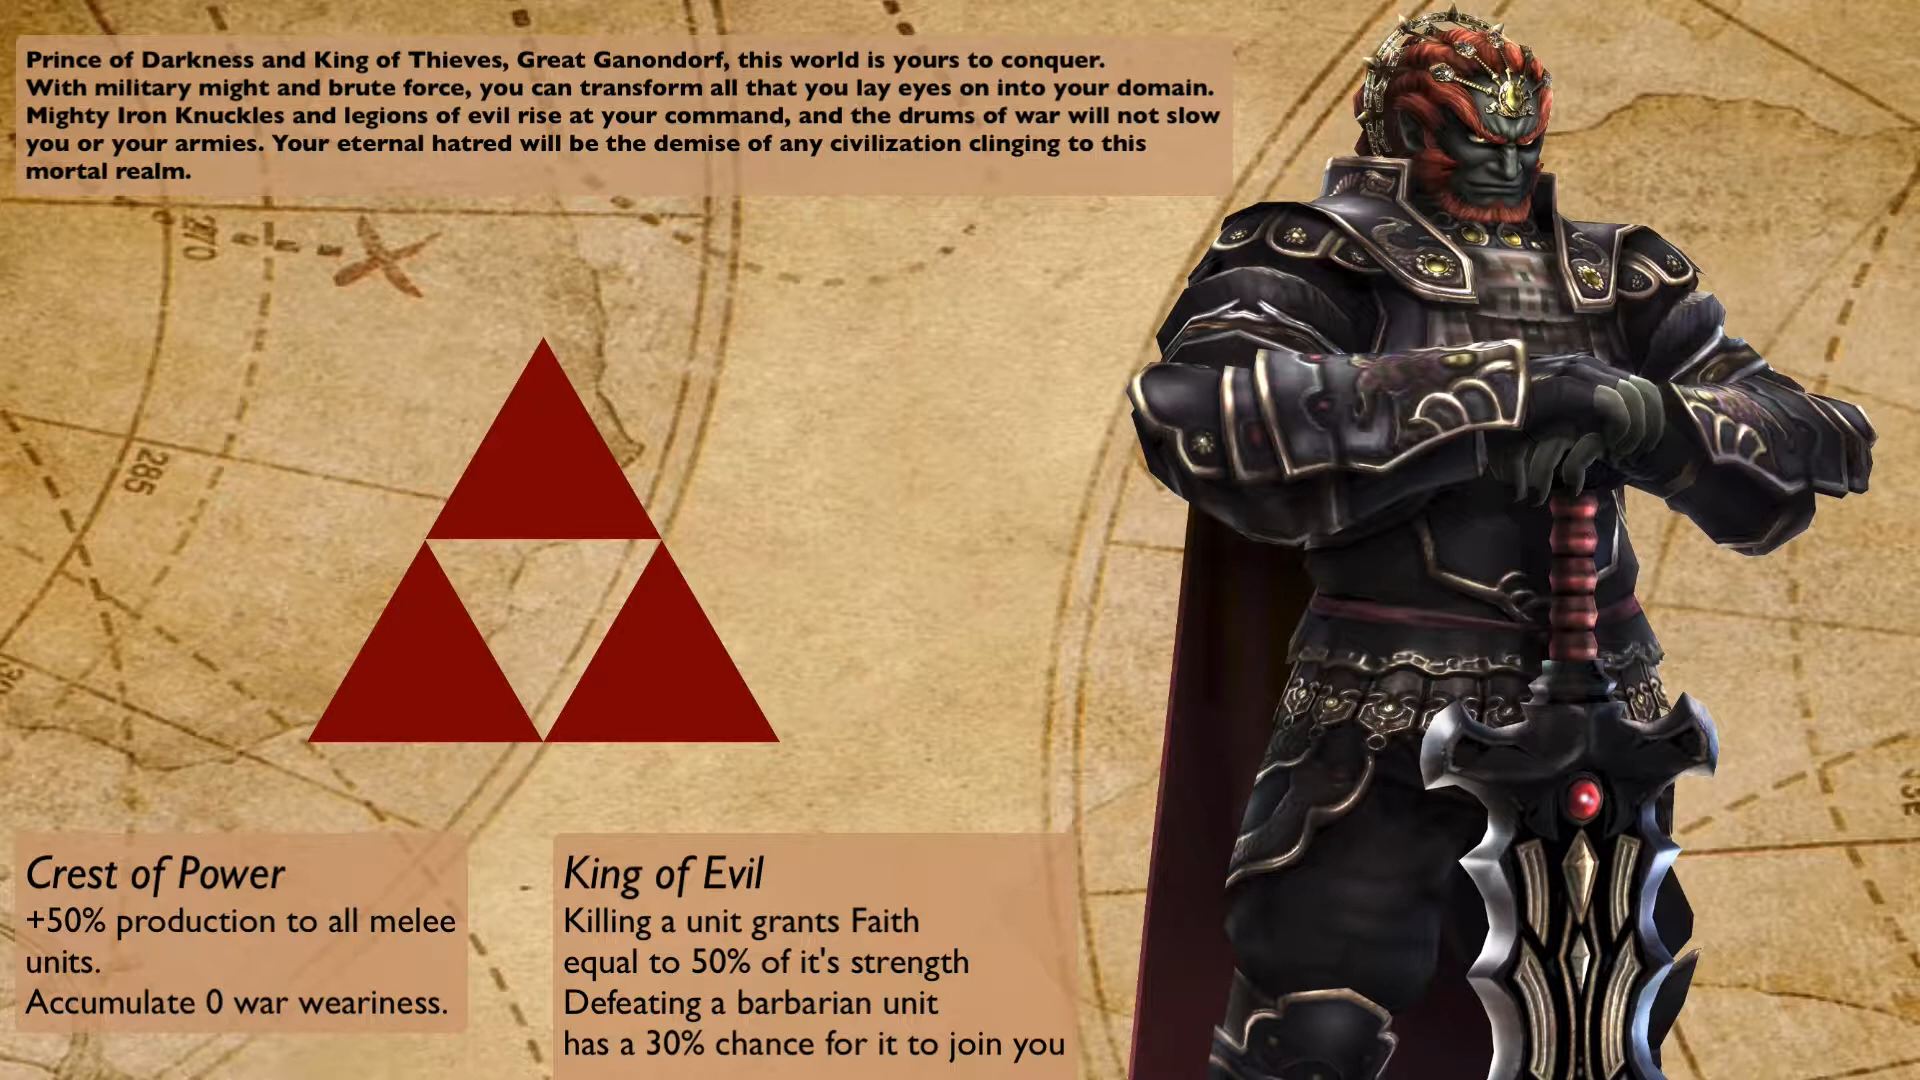 Prince of Darkness and King of Thieves, Great Ganondorf, this world is yours to conquer.
With military might and brute force, you can transform all that you lay eyes on into your domain.
Mighty Iron Knuckles and legions of evil rise at your command, and the drums of war will not slow
you or your armies. Your eternal hatred will be the demise of any civilization clinging to this
mortal realm.
270
285
Crest of Power
+50% production to all melee
units.
Accumulate 0 war weariness.
King of Evil
Killing a unit grants Faith
equal to 50% of it's strength
Defeating a barbarian unit
has a 30% chance for it to join you